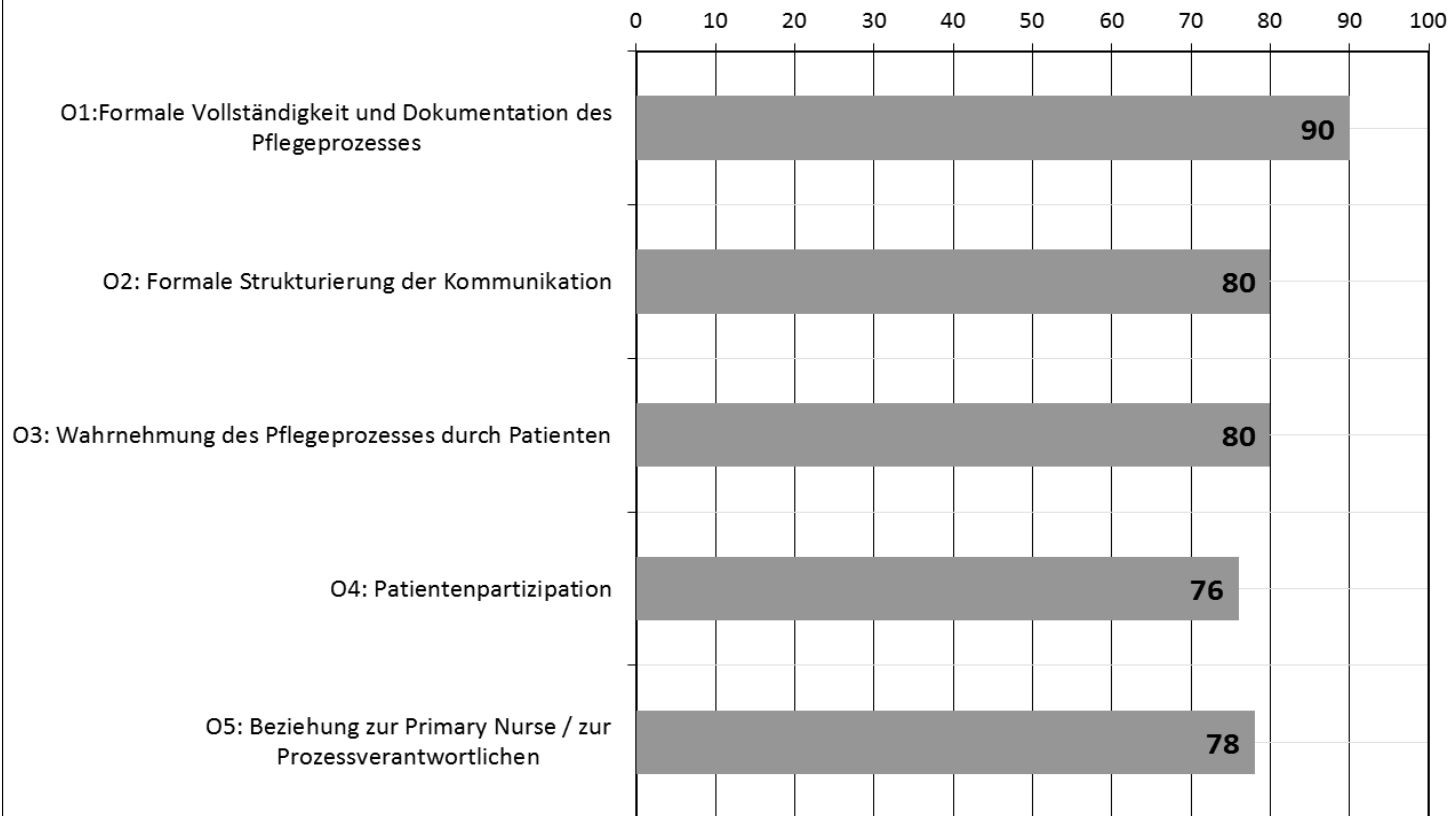 0 10 20 30 40 50 60 70 80 90 100
O1:Formale Vollständigkeit und Dokumentation des
Pflegeprozesses
90
O2: Formale Strukturierung der Kommunikation
80
O3: Wahrnehmung des Pflegeprozesses durch Patienten
80
O4: Patientenpartizipation
76
O5: Beziehung zur Primary Nurse / zur
Prozessverantwortlichen
78